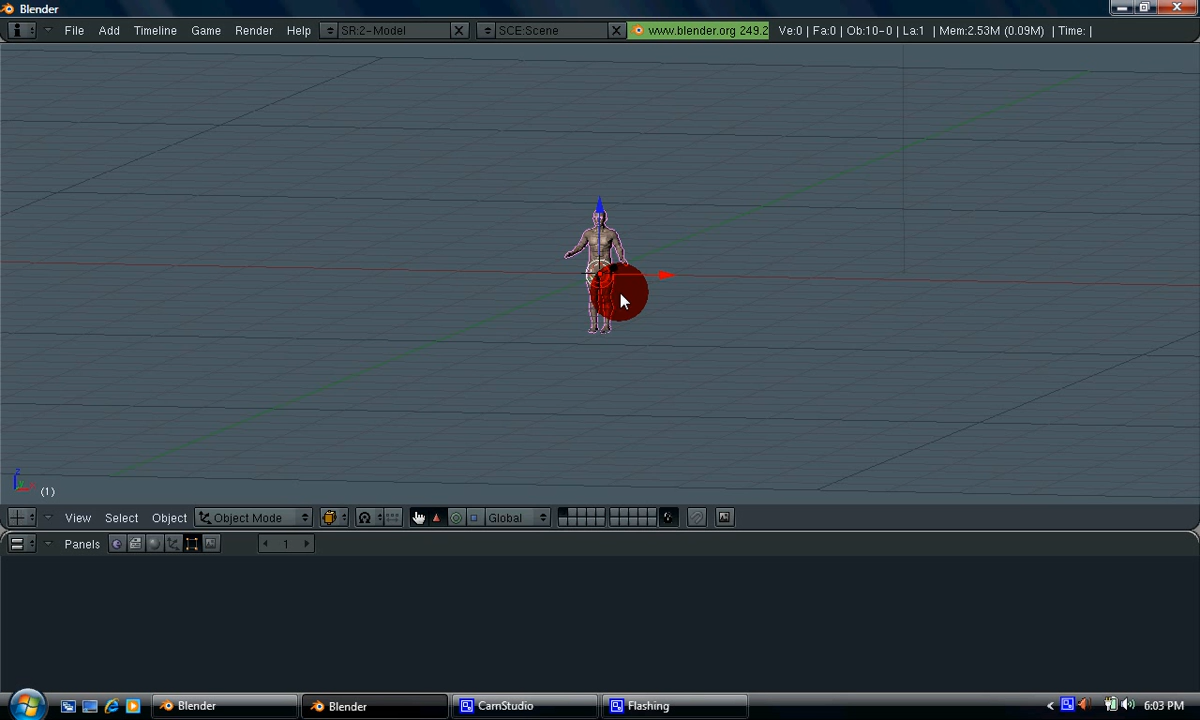 Blender
File Add Timeline Game Render Help SR:2-Model SCE:Scene www.blender.org 249.2 Ve:0 | Fa:0 | Ob:10-0 | La:1 | Mem:2.53M (0.09M) | Time: |
z
(1)
View Select Object Object Mode Global
Panels 1
Blender Blender CamStudio Flashing < 6:03 PM